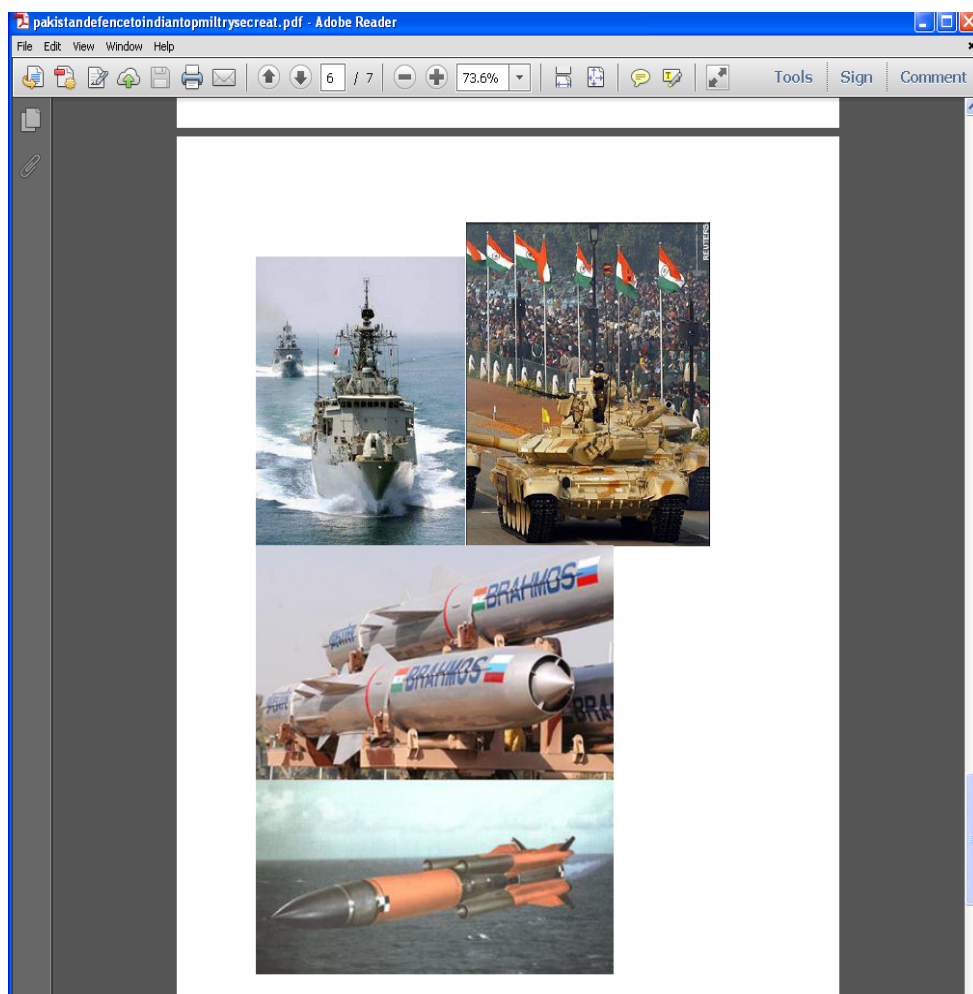 pakistandefencetoindiantopmiltrysecreat.pdf - Adobe Reader
File Edit View Window Help
6 / 7 73.6% Tools Sign Comment
REUTERS
BRAHMOS
BRAHMOS
BRA